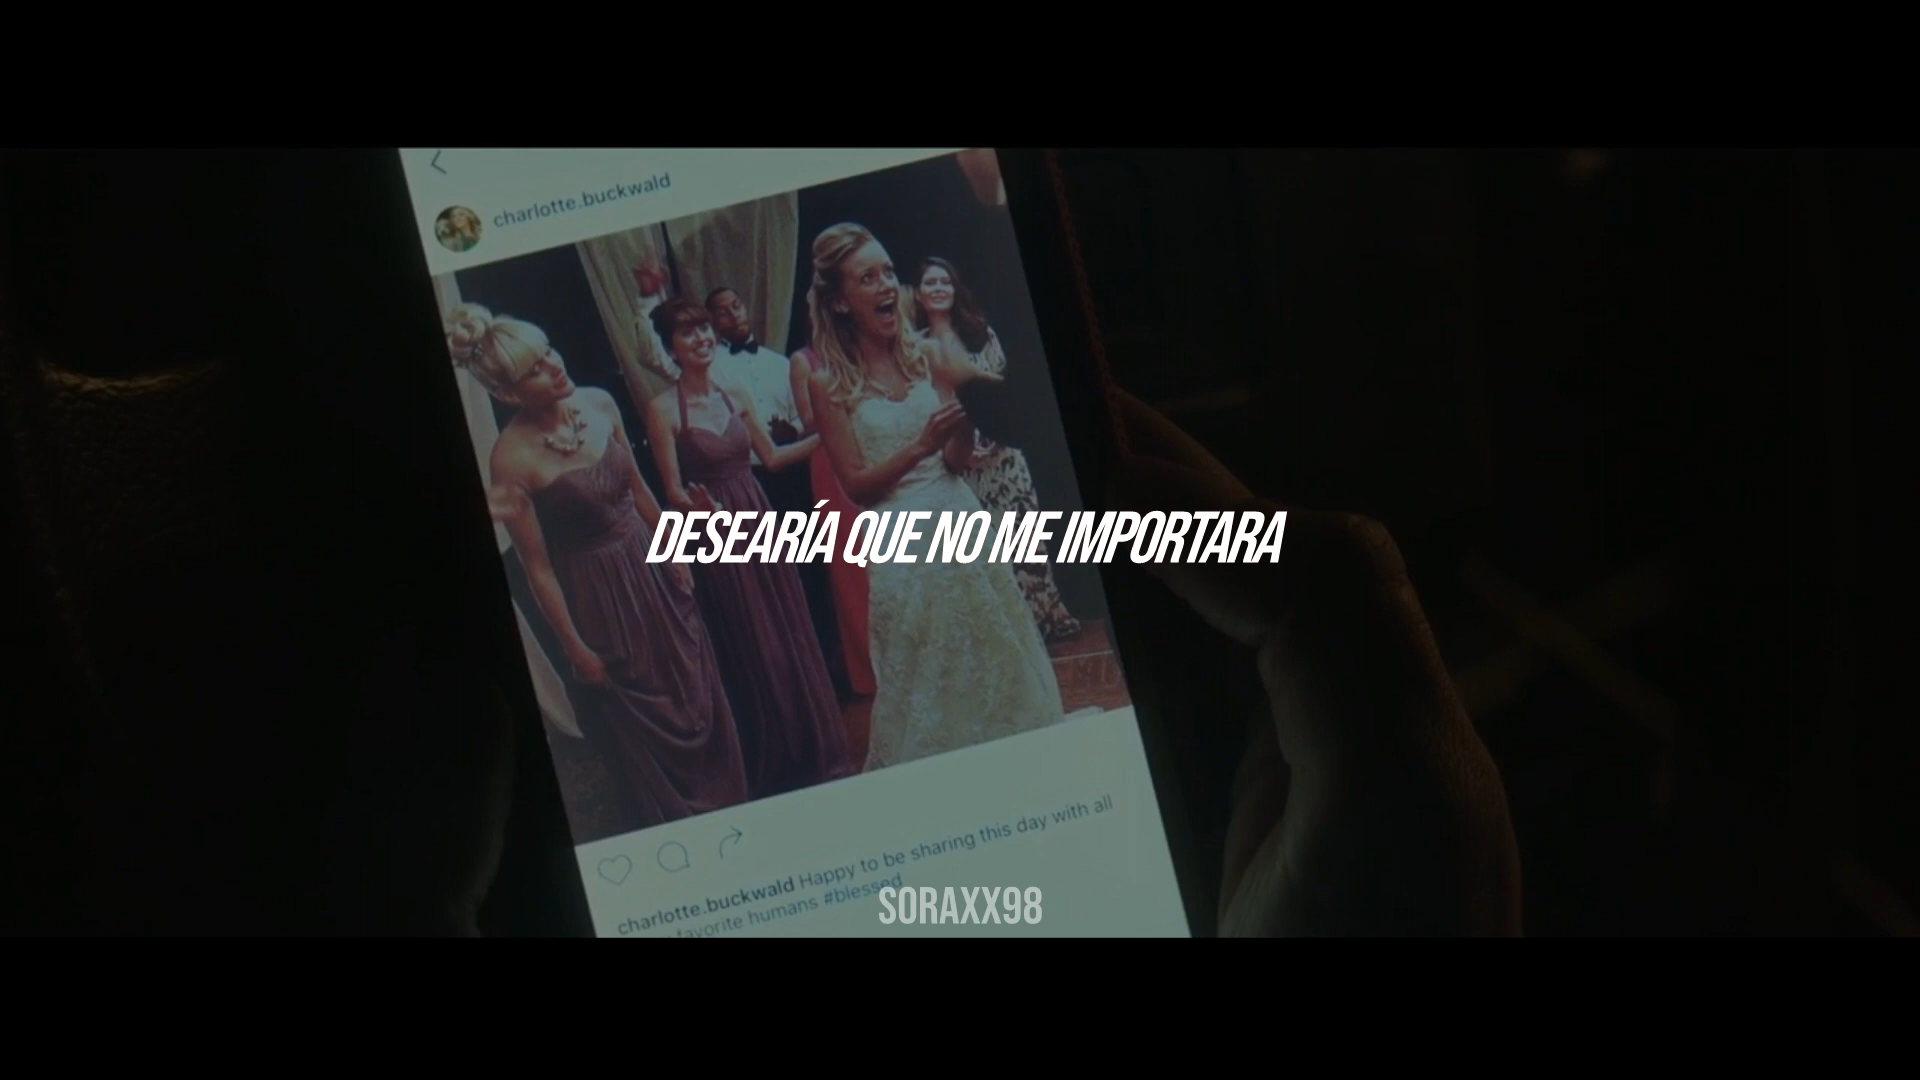 charlotte.buckwald
DESEARÍA QUE NO ME IMPORTARA
charlotte.buckwald Happy to be sharing this day with all
favorite humans #blessed
SORAXX98